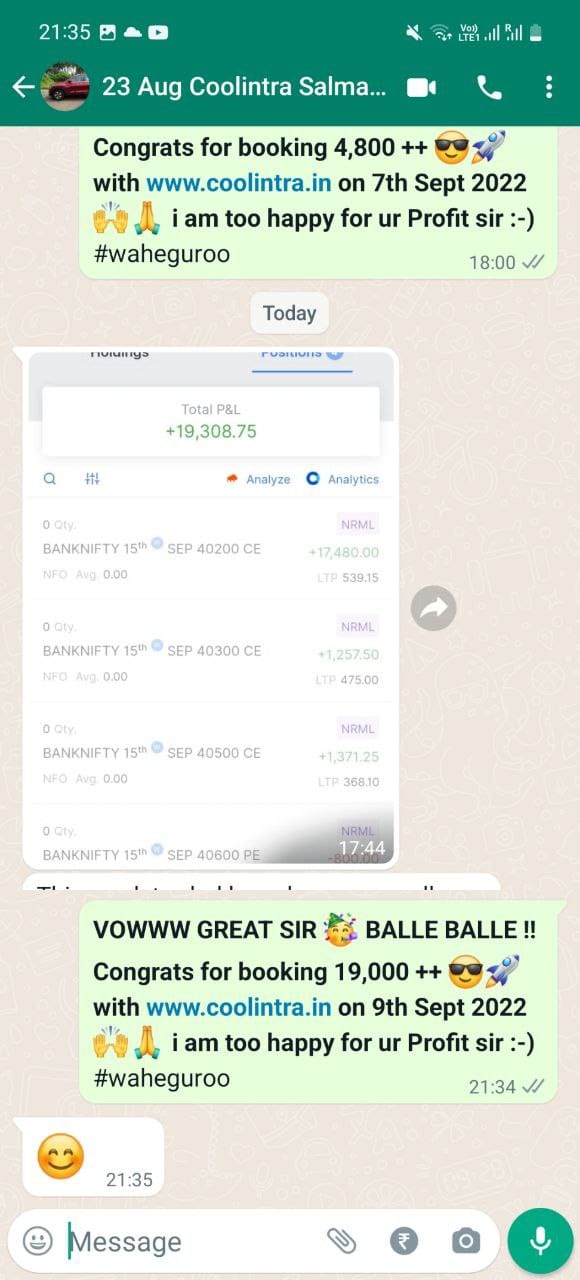 21:35
Vo)) LTE1 R
23 Aug Coolintra Salma...
Congrats for booking 4,800 ++ 😎🚀
with www.coolintra.in on 7th Sept 2022
🙌🙏 i am too happy for ur Profit sir :-)
#waheguroo
18:00
Today
Holdings Positions 4
Total P&L
+19,308.75
Analyze Analytics
0 Qty. NRML
BANKNIFTY 15th W SEP 40200 CE +17,480.00
NFO Avg. 0.00 LTP 539.15
0 Qty. NRML
BANKNIFTY 15th W SEP 40300 CE +1,257.50
NFO Avg. 0.00 LTP 475.00
0 Qty. NRML
BANKNIFTY 15th W SEP 40500 CE +1,371.25
NFO Avg. 0.00 LTP 368.10
0 Qty. NRML
BANKNIFTY 15th W SEP 40600 PE -800.00
17:44
VOWWW GREAT SIR 🥳 BALLE BALLE !!
Congrats for booking 19,000 ++ 😎🚀
with www.coolintra.in on 9th Sept 2022
🙌🙏 i am too happy for ur Profit sir :-)
#waheguroo
21:34
😊
21:35
Message